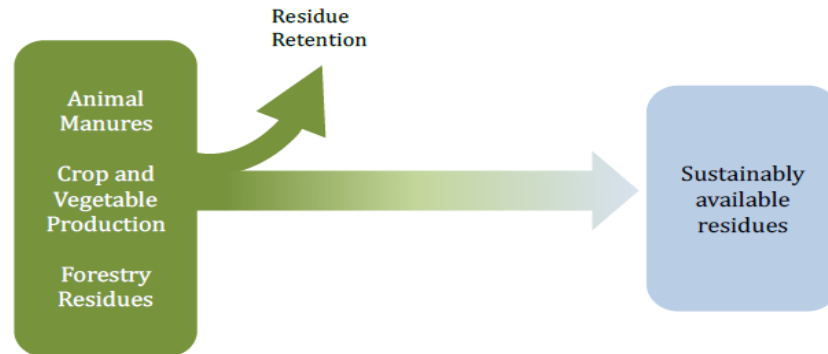 Residue
Retention
Animal
Manures
Crop and
Vegetable
Production
Forestry
Residues
Sustainably
available
residues